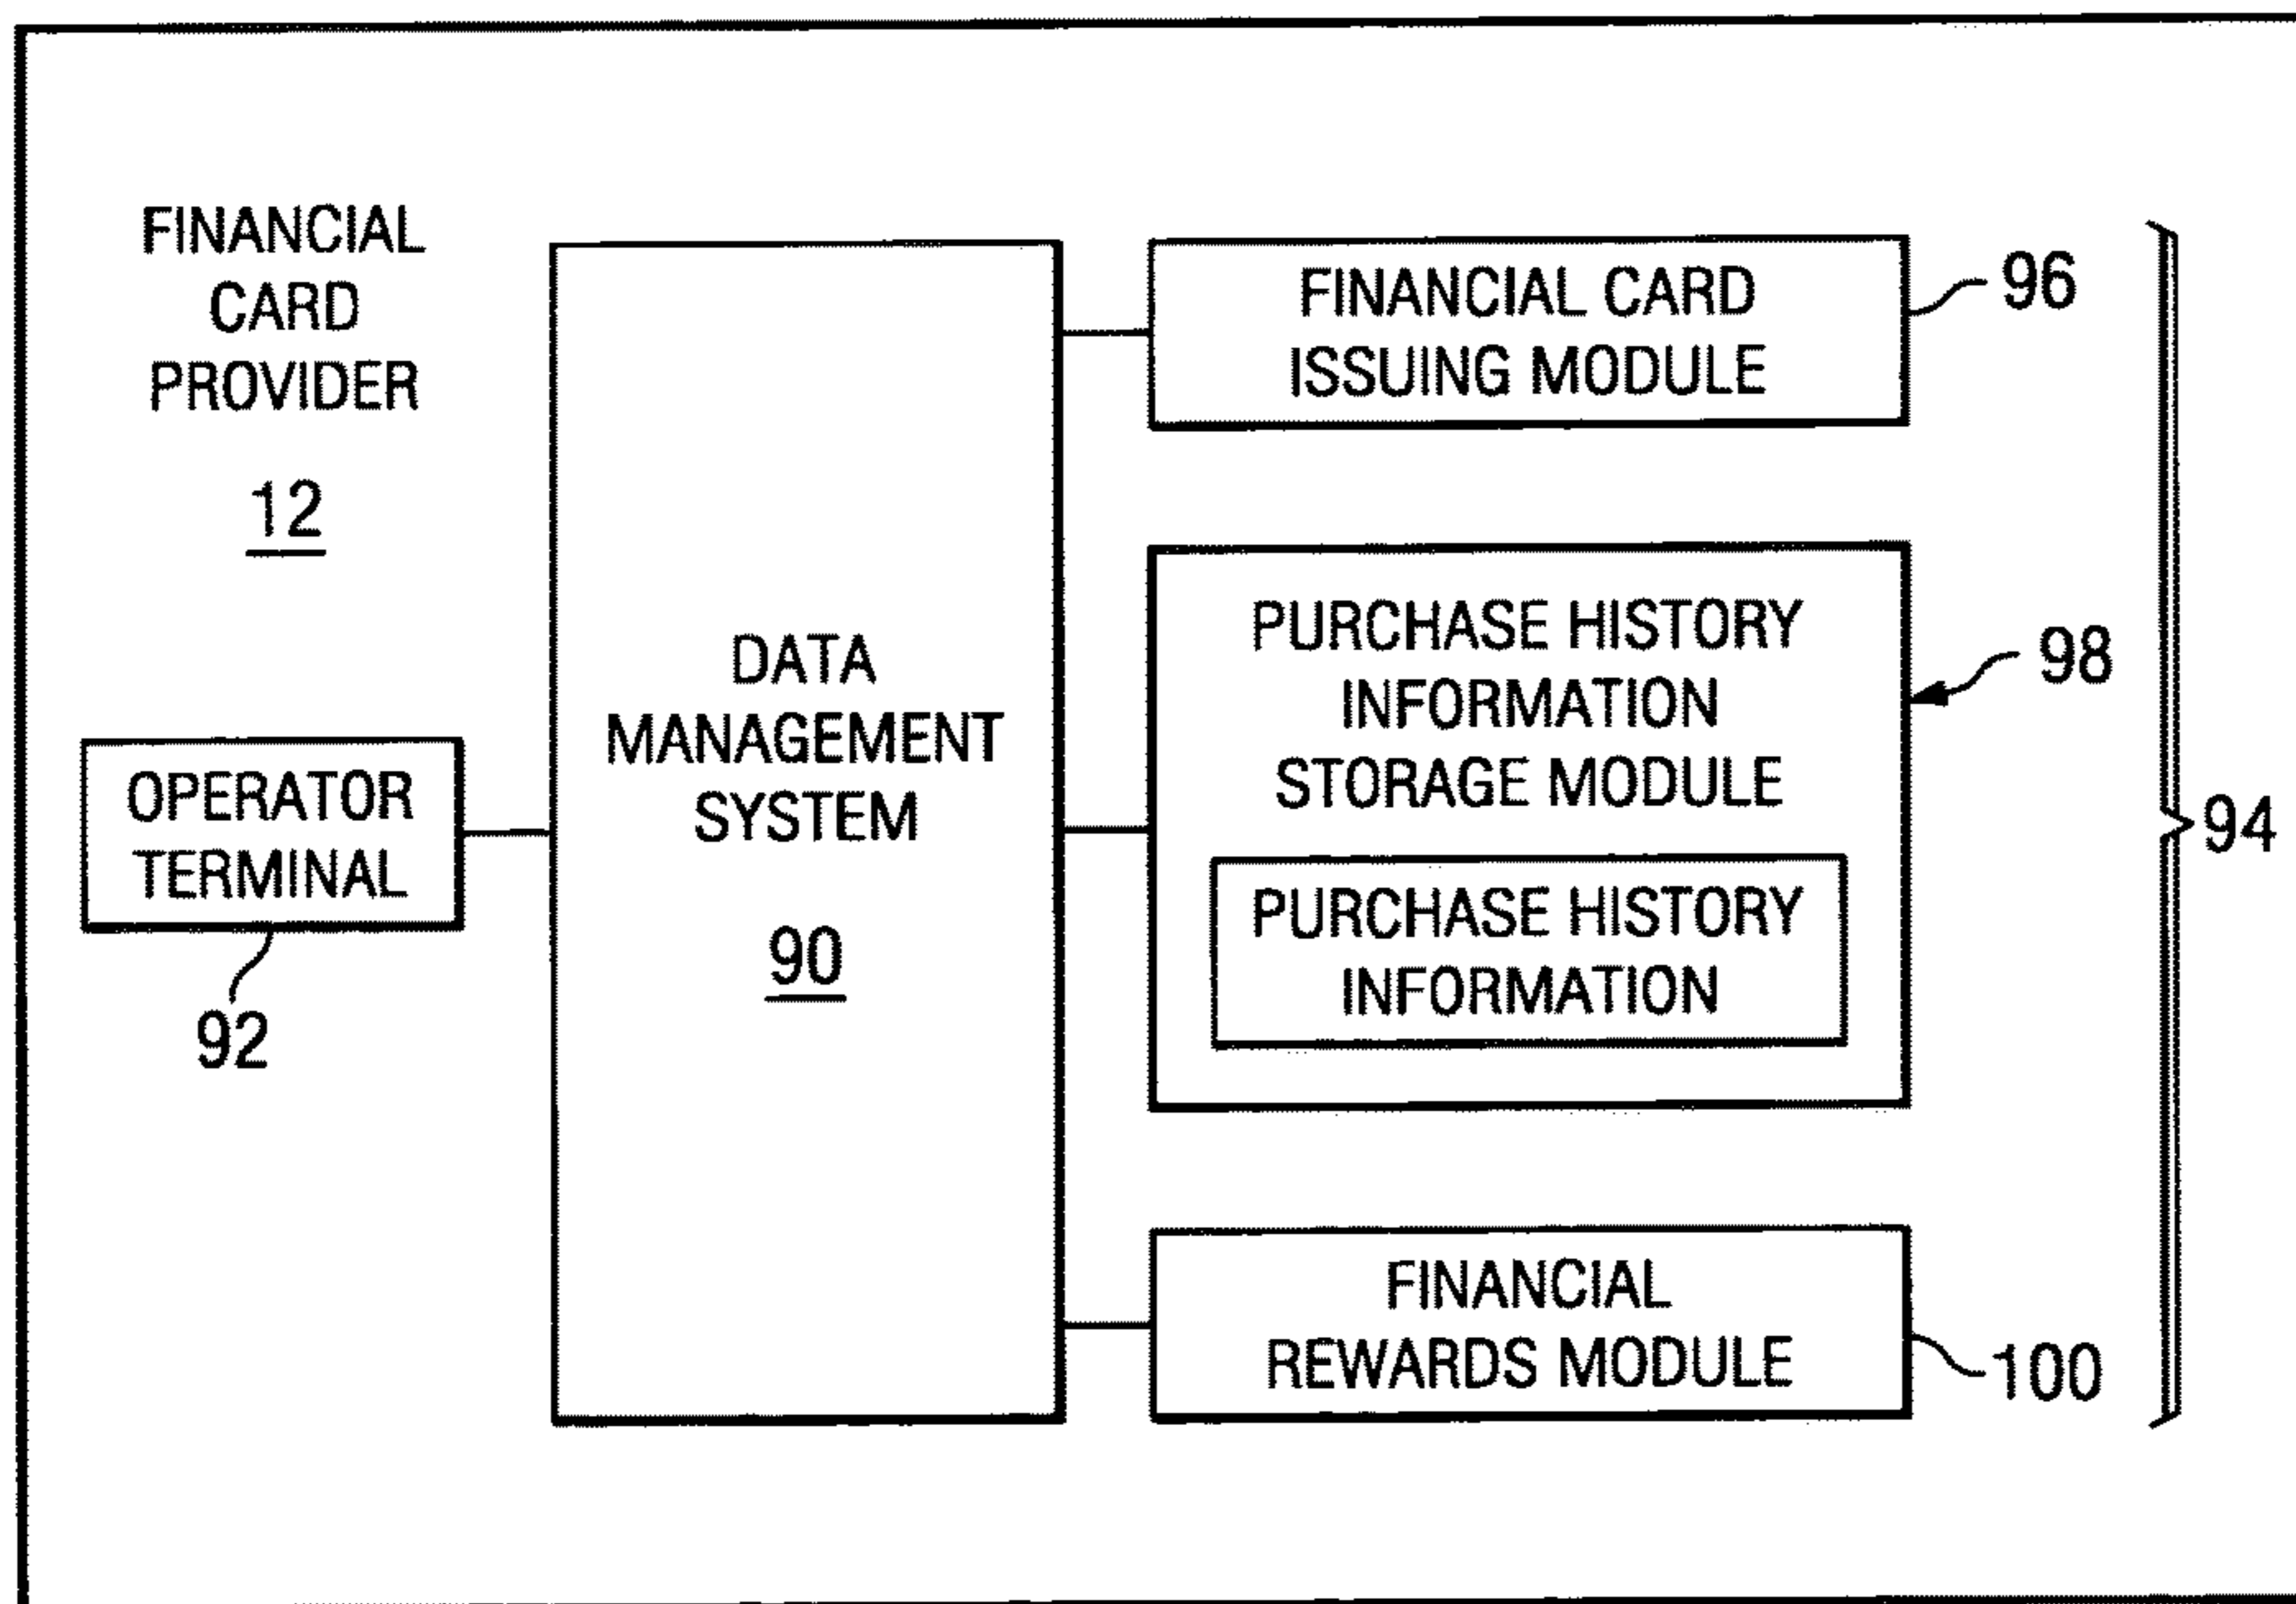 FINANCIAL
CARD
PROVIDER
12
OPERATOR
TERMINAL
92
DATA
MANAGEMENT
SYSTEM
90
FINANCIAL CARD
ISSUING MODULE
96
PURCHASE HISTORY
INFORMATION
STORAGE MODULE
98
PURCHASE HISTORY
INFORMATION
94
FINANCIAL
REWARDS MODULE
100